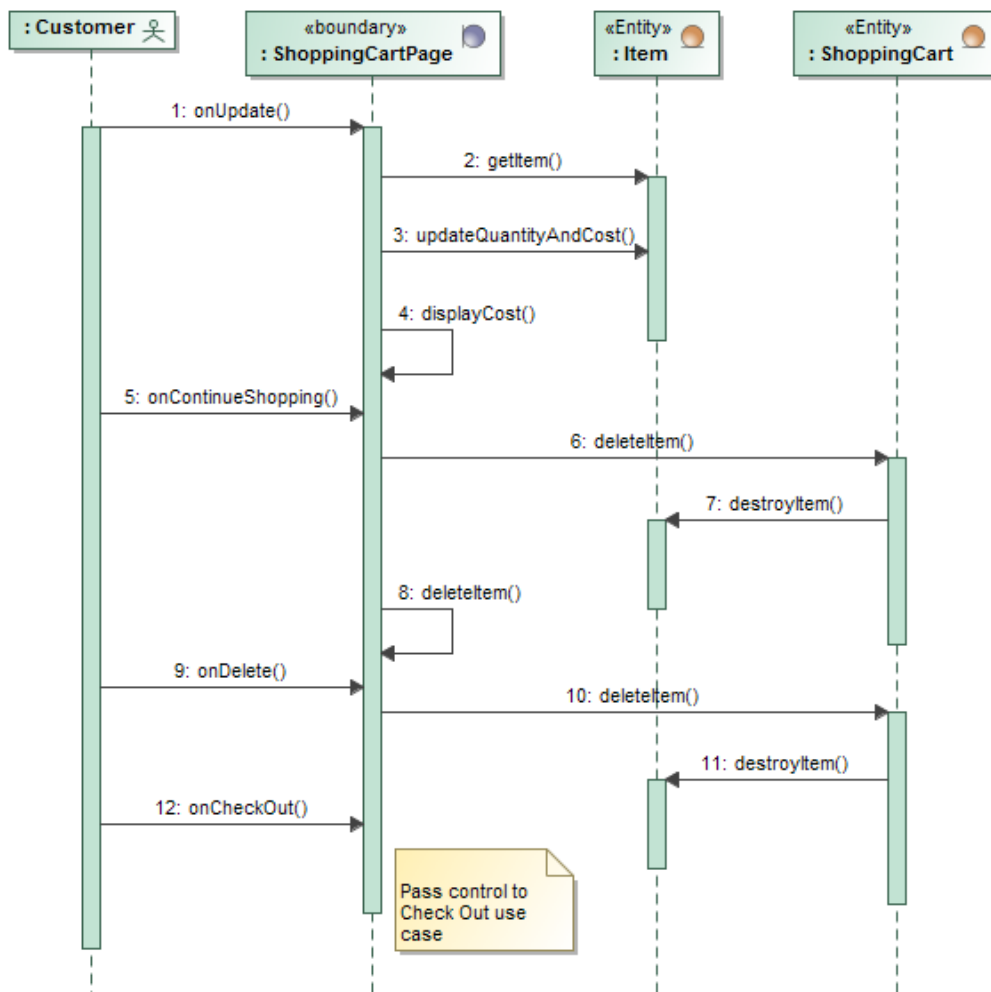 : Customer
«boundary»
: ShoppingCartPage
«Entity»
: Item
«Entity»
: ShoppingCart
1: onUpdate()
2: getItem()
3: updateQuantityAndCost()
4: displayCost()
5: onContinueShopping()
6: deleteItem()
7: destroyItem()
8: deleteItem()
9: onDelete()
10: deleteItem()
11: destroyItem()
12: onCheckOut()
Pass control to
Check Out use
case